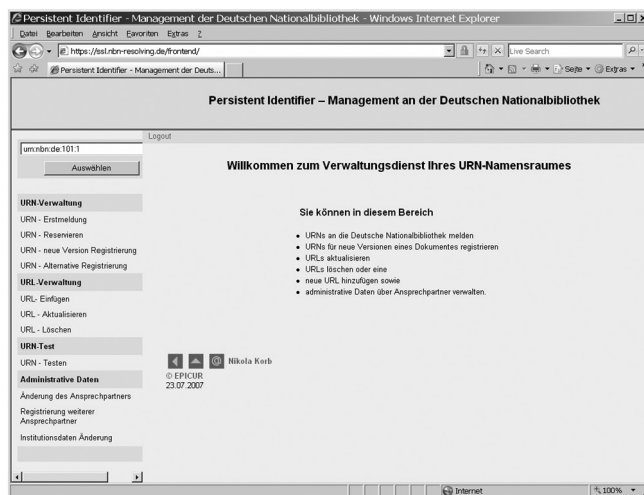 Persistent Identifier - Management der Deutschen Nationalbibliothek - Windows Internet Explorer
Datei Bearbeiten Ansicht Favoriten Extras ?
https://ssl.nbn-resolving.de/frontend/
Live Search
Persistent Identifier - Management der Deuts...
Seite Extras
Persistent Identifier – Management an der Deutschen Nationalbibliothek
Logout
urn:nbn:de:101:1
Auswählen
Willkommen zum Verwaltungsdienst Ihres URN-Namensraumes
URN-Verwaltung
URN - Erstmeldung
URN - Reservieren
URN - neue Version Registrierung
URN - Alternative Registrierung
URL-Verwaltung
URL- Einfügen
URL - Aktualisieren
URL - Löschen
URN-Test
URN - Testen
Administrative Daten
Änderung des Ansprechpartners
Registrierung weiterer
Ansprechpartner
Institutionsdaten Änderung
Sie können in diesem Bereich
• URNs an die Deutsche Nationalbibliothek melden
• URNs für neue Versionen eines Dokumentes registrieren
• URLs aktualisieren
• URLs löschen oder eine
• neue URL hinzufügen sowie
• administrative Daten über Ansprechpartner verwalten.
@ Nikola Korb
© EPICUR
23.07.2007
Internet
100%